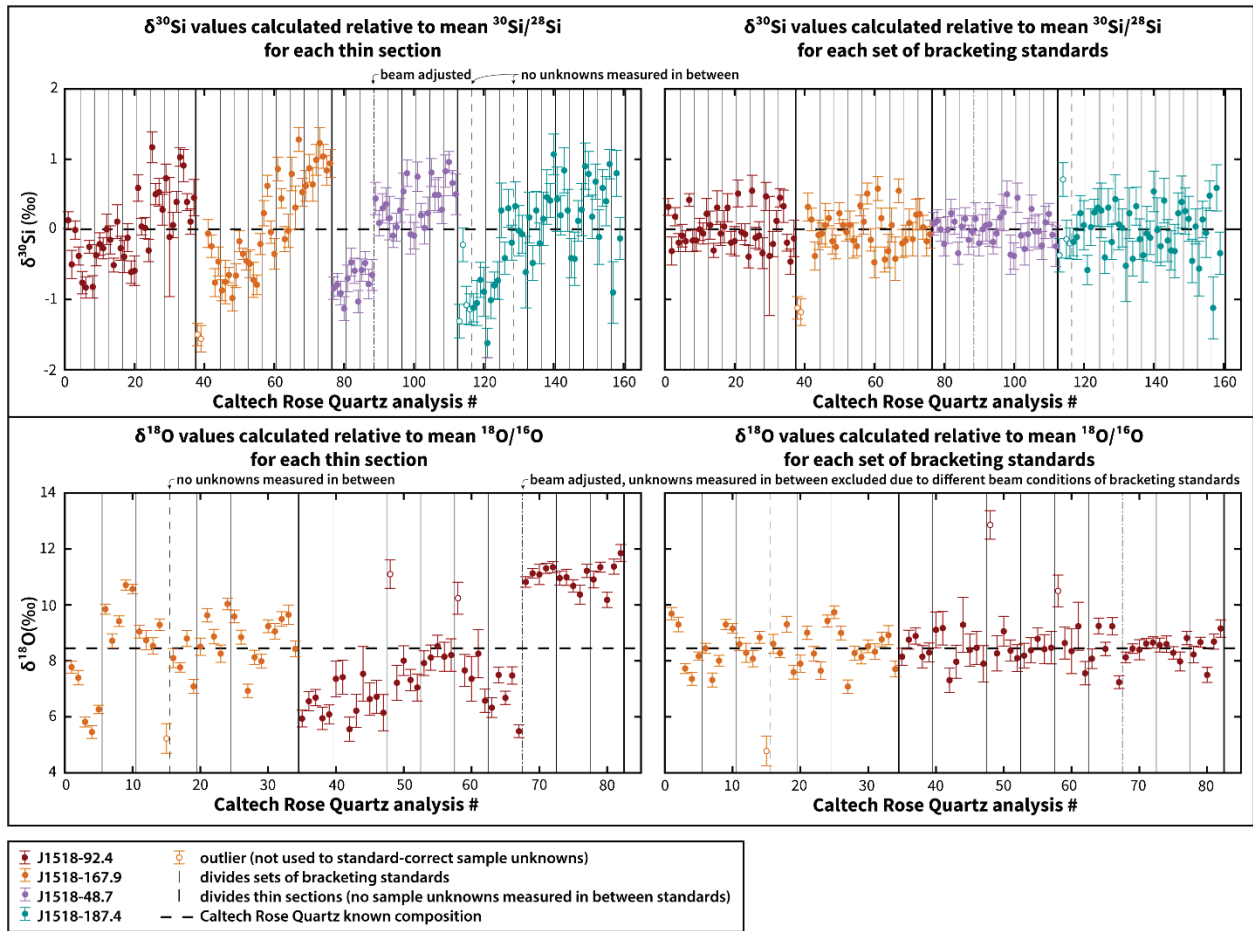 δ³⁰Si values calculated relative to mean ³⁰Si/²⁸Si
for each thin section
beam adjusted
no unknowns measured in between
δ³⁰Si (‰)
2
1
0
-1
-2
0 20 40 60 80 100 120 140 160
Caltech Rose Quartz analysis #
δ³⁰Si values calculated relative to mean ³⁰Si/²⁸Si
for each set of bracketing standards
0 20 40 60 80 100 120 140 160
Caltech Rose Quartz analysis #
δ¹⁸O values calculated relative to mean ¹⁸O/¹⁶O
for each thin section
no unknowns measured in between
δ¹⁸O(‰)
14
12
10
8
6
4
0 10 20 30 40 50 60 70 80
Caltech Rose Quartz analysis #
δ¹⁸O values calculated relative to mean ¹⁸O/¹⁶O
for each set of bracketing standards
beam adjusted, unknowns measured in between excluded due to different beam conditions of bracketing standards
0 10 20 30 40 50 60 70 80
Caltech Rose Quartz analysis #
J1518-92.4
J1518-167.9
J1518-48.7
J1518-187.4
outlier (not used to standard-correct sample unknowns)
divides sets of bracketing standards
divides thin sections (no sample unknowns measured in between standards)
Caltech Rose Quartz known composition